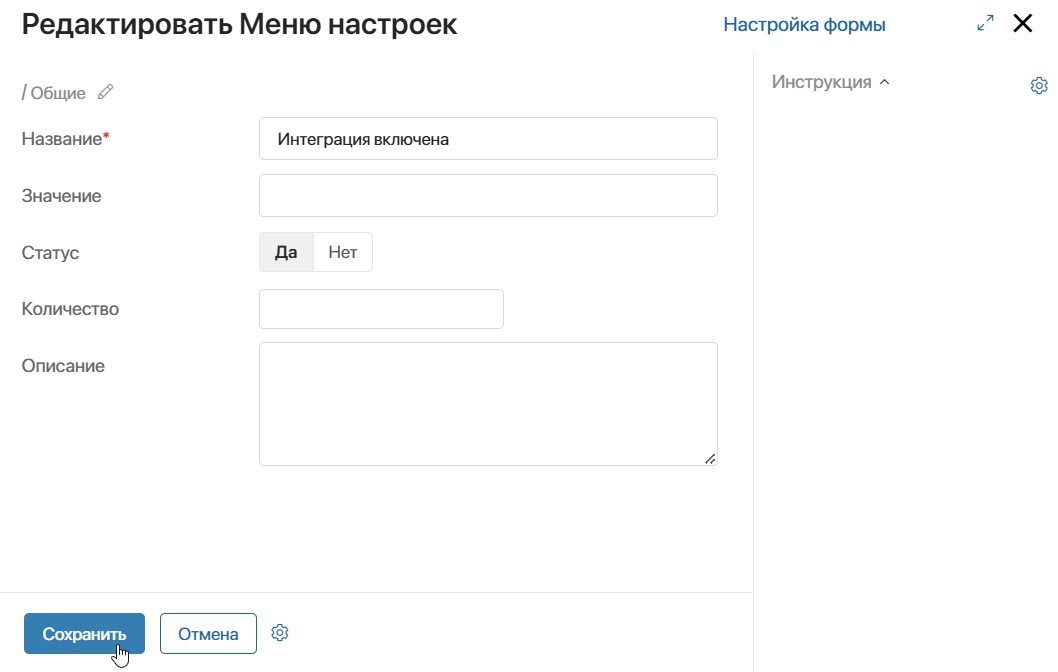 Редактировать Меню настроек
Настройка формы
/ Общие
Инструкция
Название*
Интеграция включена
Значение
Статус
Да Нет
Количество
Описание
Сохранить Отмена